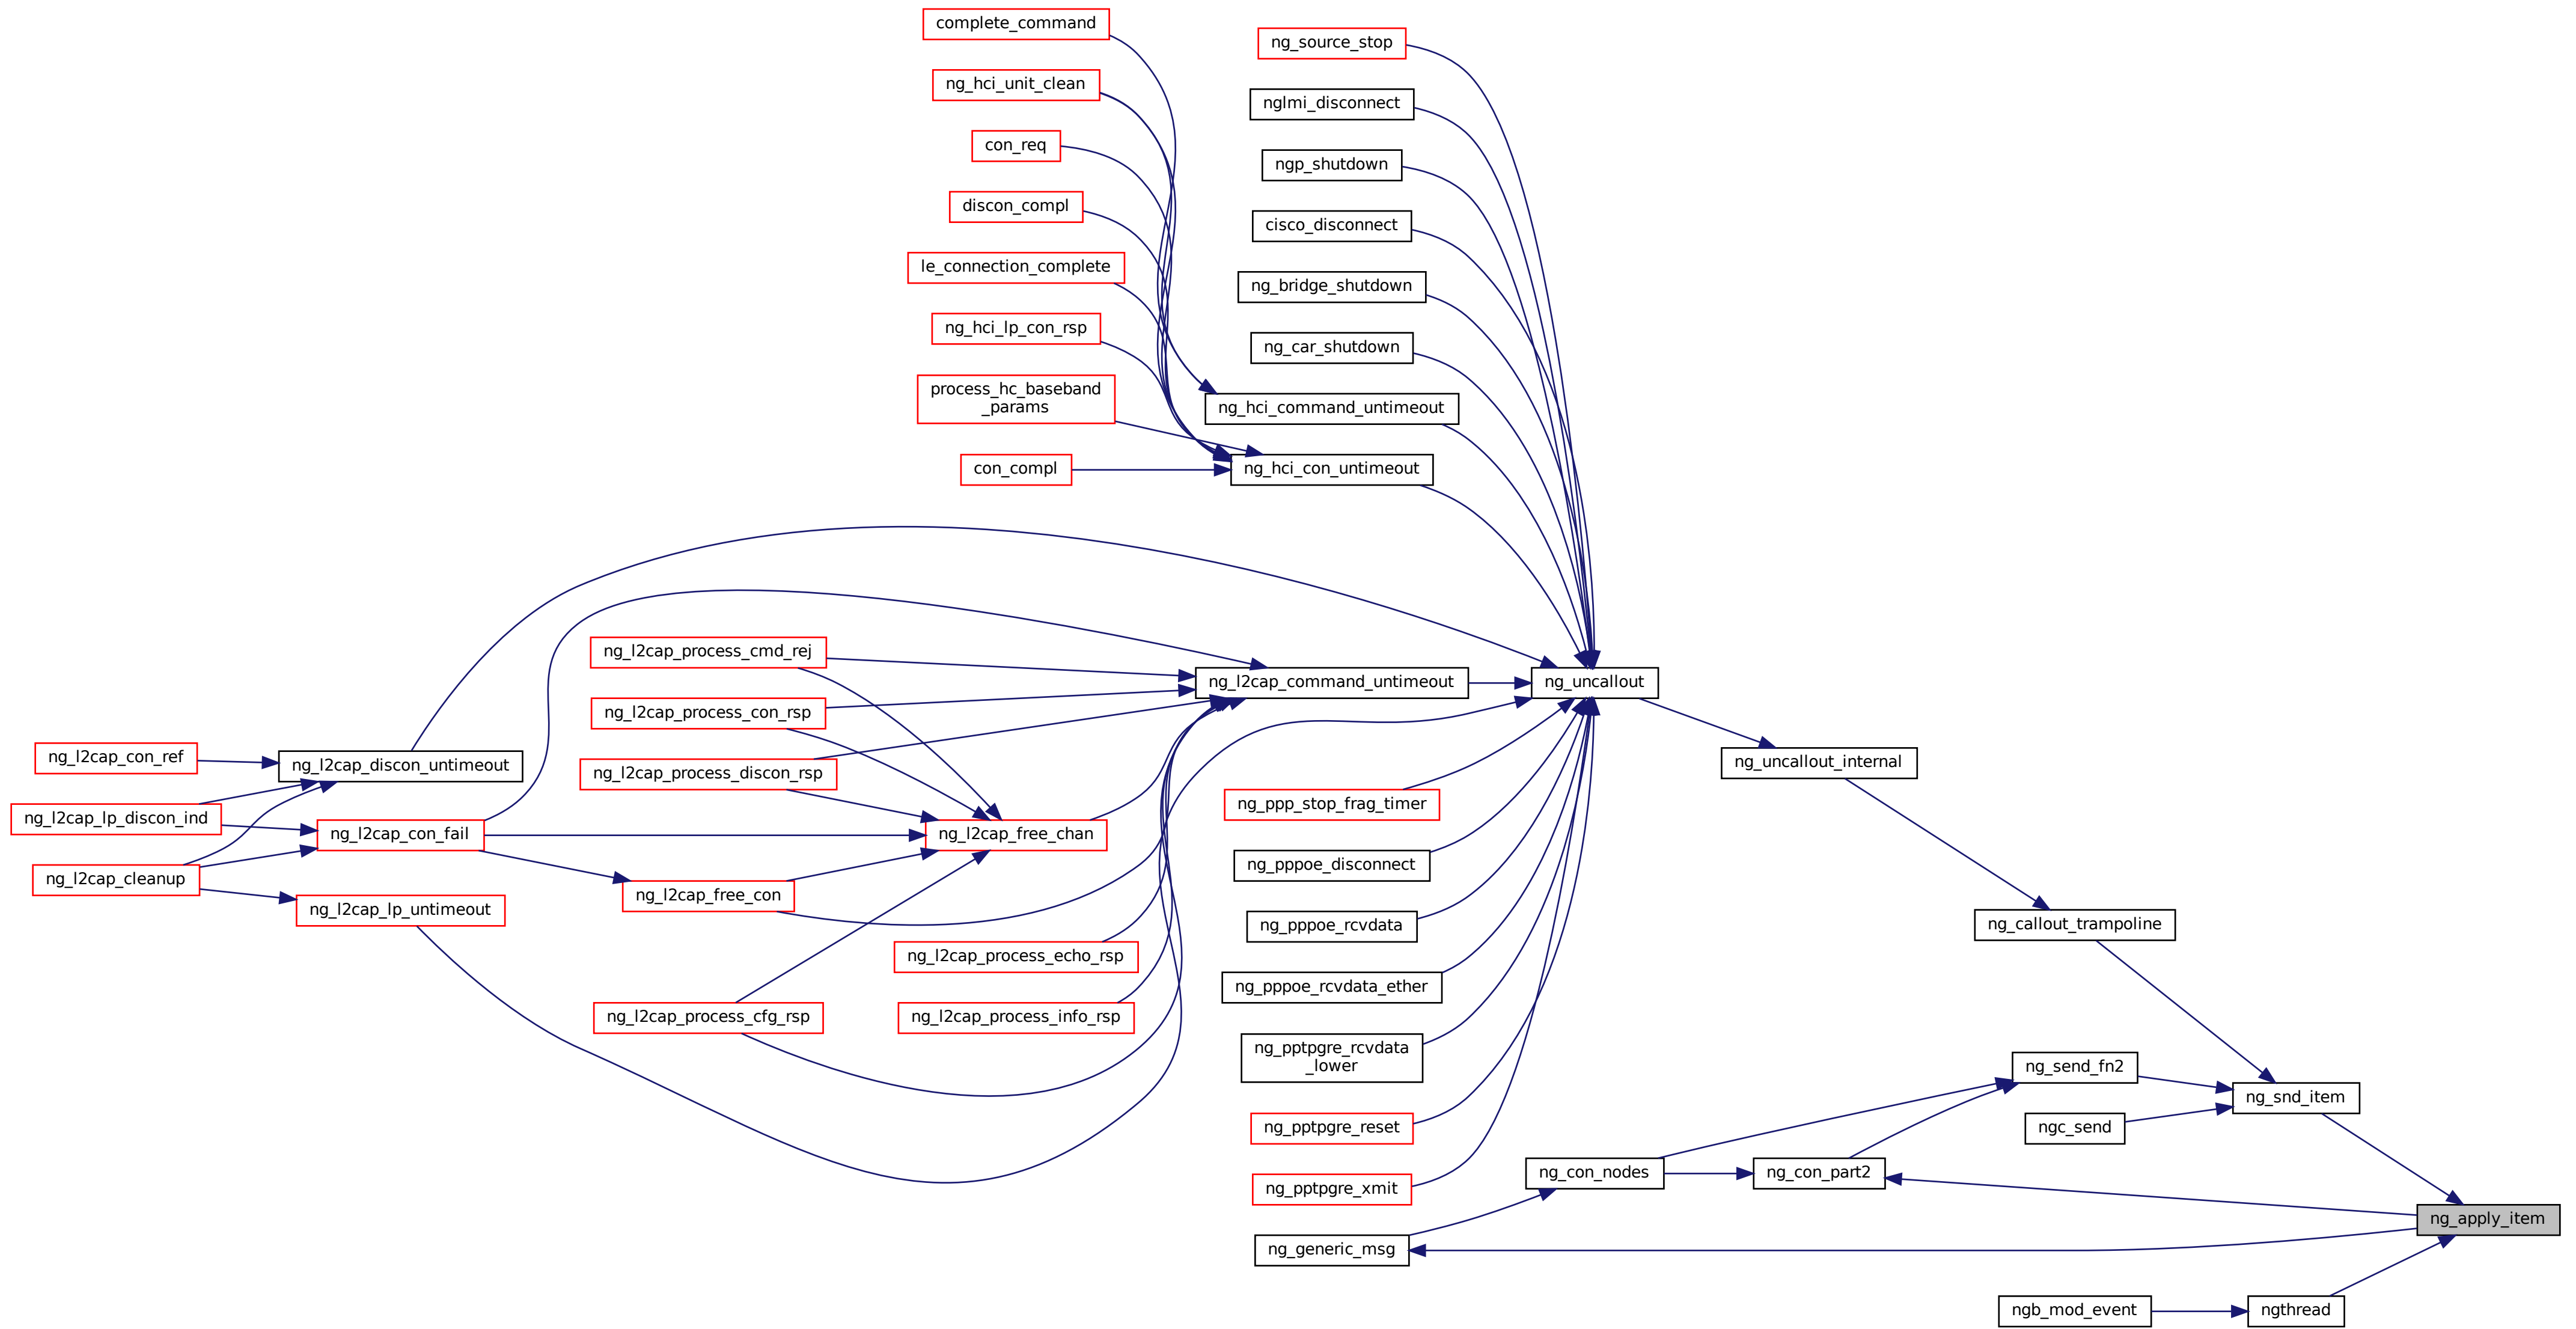 complete_command
ng_source_stop
ng_hci_unit_clean
nglmi_disconnect
con_req
ngp_shutdown
discon_compl
cisco_disconnect
le_connection_complete
ng_bridge_shutdown
ng_hci_lp_con_rsp
ng_car_shutdown
process_hc_baseband
_params
ng_hci_command_untimeout
con_compl
ng_hci_con_untimeout
ng_l2cap_process_cmd_rej
ng_l2cap_command_untimeout
ng_uncallout
ng_l2cap_process_con_rsp
ng_l2cap_con_ref
ng_l2cap_discon_untimeout
ng_l2cap_process_discon_rsp
ng_uncallout_internal
ng_ppp_stop_frag_timer
ng_l2cap_lp_discon_ind
ng_l2cap_con_fail
ng_l2cap_free_chan
ng_pppoe_disconnect
ng_l2cap_cleanup
ng_l2cap_free_con
ng_l2cap_lp_untimeout
ng_pppoe_rcvdata
ng_callout_trampoline
ng_l2cap_process_echo_rsp
ng_pppoe_rcvdata_ether
ng_l2cap_process_cfg_rsp
ng_l2cap_process_info_rsp
ng_pptpgre_rcvdata
_lower
ng_send_fn2
ng_snd_item
ng_pptpgre_reset
ngc_send
ng_pptpgre_xmit
ng_con_nodes
ng_con_part2
ng_apply_item
ng_generic_msg
ngb_mod_event
ngthread